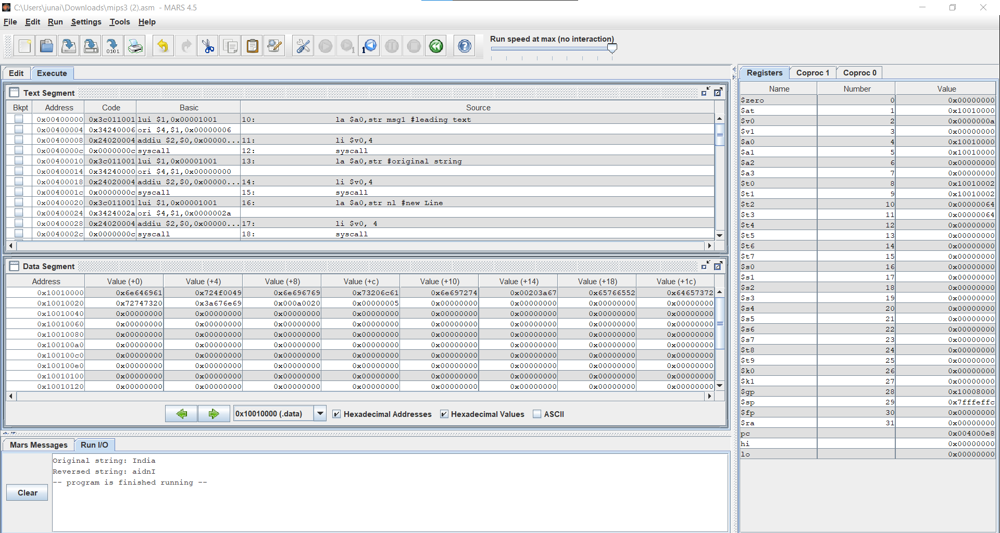 C:\Users\junai\Downloads\mips3 (2).asm - MARS 4.5
File Edit Run Settings Tools Help
Run speed at max (no interaction)
Edit Execute
Text Segment
Bkpt Address Code Basic Source
0x00400000 0x3c011001 lui $1,0x00001001 10: la $a0,str msg1 #leading text
0x00400004 0x34240006 ori $4,$1,0x00000006
0x00400008 0x24020004 addiu $2,$0,0x00000... 11: li $v0,4
0x0040000c 0x0000000c syscall 12: syscall
0x00400010 0x3c011001 lui $1,0x00001001 13: la $a0,str #original string
0x00400014 0x34240000 ori $4,$1,0x00000000
0x00400018 0x24020004 addiu $2,$0,0x00000... 14: li $v0,4
0x0040001c 0x0000000c syscall 15: syscall
0x00400020 0x3c011001 lui $1,0x00001001 16: la $a0,str nl #new Line
0x00400024 0x3424002a ori $4,$1,0x0000002a
0x00400028 0x24020004 addiu $2,$0,0x00000... 17: li $v0, 4
0x0040002c 0x0000000c syscall 18: syscall
Data Segment
Address Value (+0) Value (+4) Value (+8) Value (+c) Value (+10) Value (+14) Value (+18) Value (+1c)
0x10010000 0x6e646961 0x724f0049 0x6e696769 0x73206c61 0x6e697274 0x00203a67 0x65766552 0x64657372
0x10010020 0x72747320 0x3a676e69 0x000a0020 0x00000005 0x00000000 0x00000000 0x00000000 0x00000000
0x10010040 0x00000000 0x00000000 0x00000000 0x00000000 0x00000000 0x00000000 0x00000000 0x00000000
0x10010060 0x00000000 0x00000000 0x00000000 0x00000000 0x00000000 0x00000000 0x00000000 0x00000000
0x10010080 0x00000000 0x00000000 0x00000000 0x00000000 0x00000000 0x00000000 0x00000000 0x00000000
0x100100a0 0x00000000 0x00000000 0x00000000 0x00000000 0x00000000 0x00000000 0x00000000 0x00000000
0x100100c0 0x00000000 0x00000000 0x00000000 0x00000000 0x00000000 0x00000000 0x00000000 0x00000000
0x100100e0 0x00000000 0x00000000 0x00000000 0x00000000 0x00000000 0x00000000 0x00000000 0x00000000
0x10010100 0x00000000 0x00000000 0x00000000 0x00000000 0x00000000 0x00000000 0x00000000 0x00000000
0x10010120 0x00000000 0x00000000 0x00000000 0x00000000 0x00000000 0x00000000 0x00000000 0x00000000
0x10010000 (.data) Hexadecimal Addresses Hexadecimal Values ASCII
Mars Messages Run I/O
Original string: India
Reversed string: aidnI
-- program is finished running --
Clear
Registers Coproc 1 Coproc 0
Name Number Value
$zero 0 0x00000000
$at 1 0x10010000
$v0 2 0x0000000a
$v1 3 0x00000000
$a0 4 0x10010000
$a1 5 0x10010000
$a2 6 0x00000000
$a3 7 0x00000000
$t0 8 0x10010002
$t1 9 0x10010002
$t2 10 0x00000064
$t3 11 0x00000064
$t4 12 0x00000000
$t5 13 0x00000000
$t6 14 0x00000000
$t7 15 0x00000000
$s0 16 0x00000000
$s1 17 0x00000000
$s2 18 0x00000000
$s3 19 0x00000000
$s4 20 0x00000000
$s5 21 0x00000000
$s6 22 0x00000000
$s7 23 0x00000000
$t8 24 0x00000000
$t9 25 0x00000000
$k0 26 0x00000000
$k1 27 0x00000000
$gp 28 0x10008000
$sp 29 0x7fffeffc
$fp 30 0x00000000
$ra 31 0x00000000
pc 0x004000e8
hi 0x00000000
lo 0x00000000